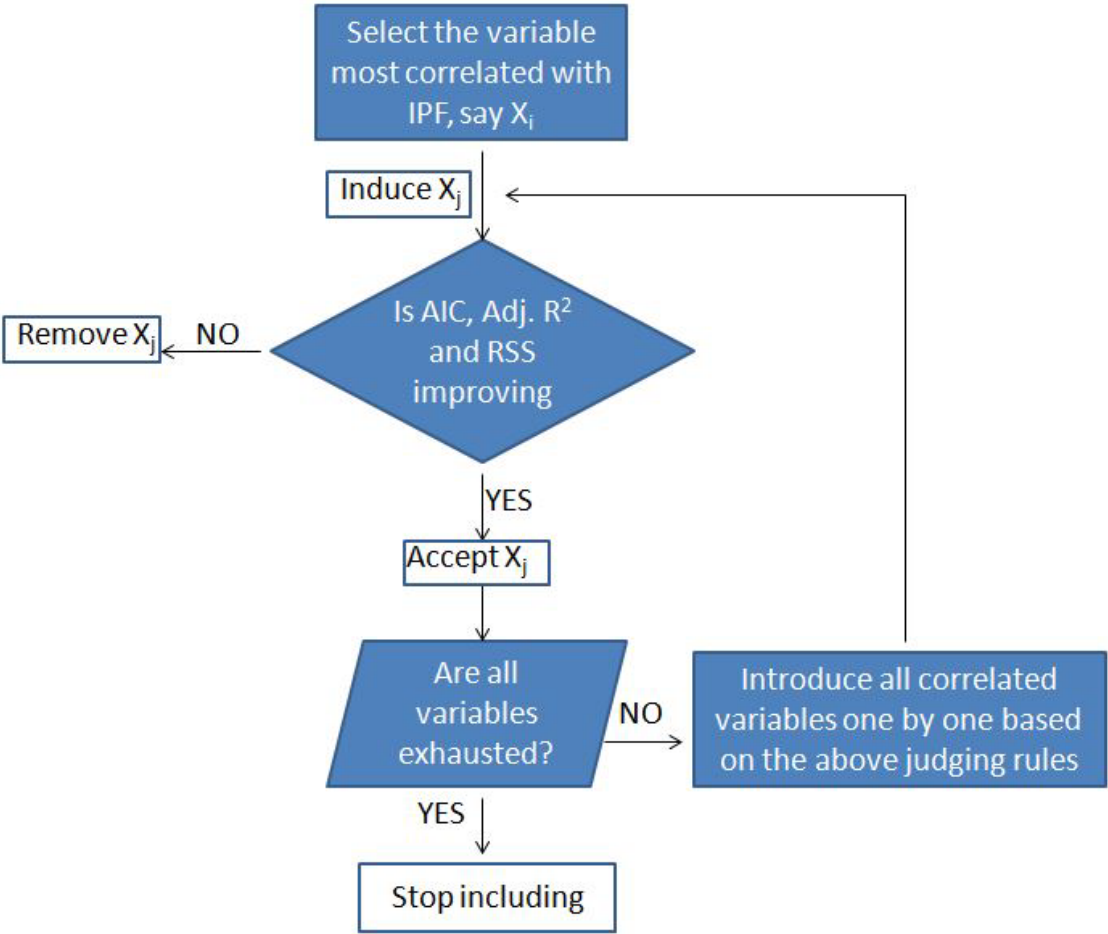 Select the variable
most correlated with
IPF, say Xi
Induce Xj
Is AIC, Adj. R²
and RSS
improving
NO
Remove Xj
YES
Accept Xj
Are all
variables
exhausted?
NO
Introduce all correlated
variables one by one based
on the above judging rules
YES
Stop including